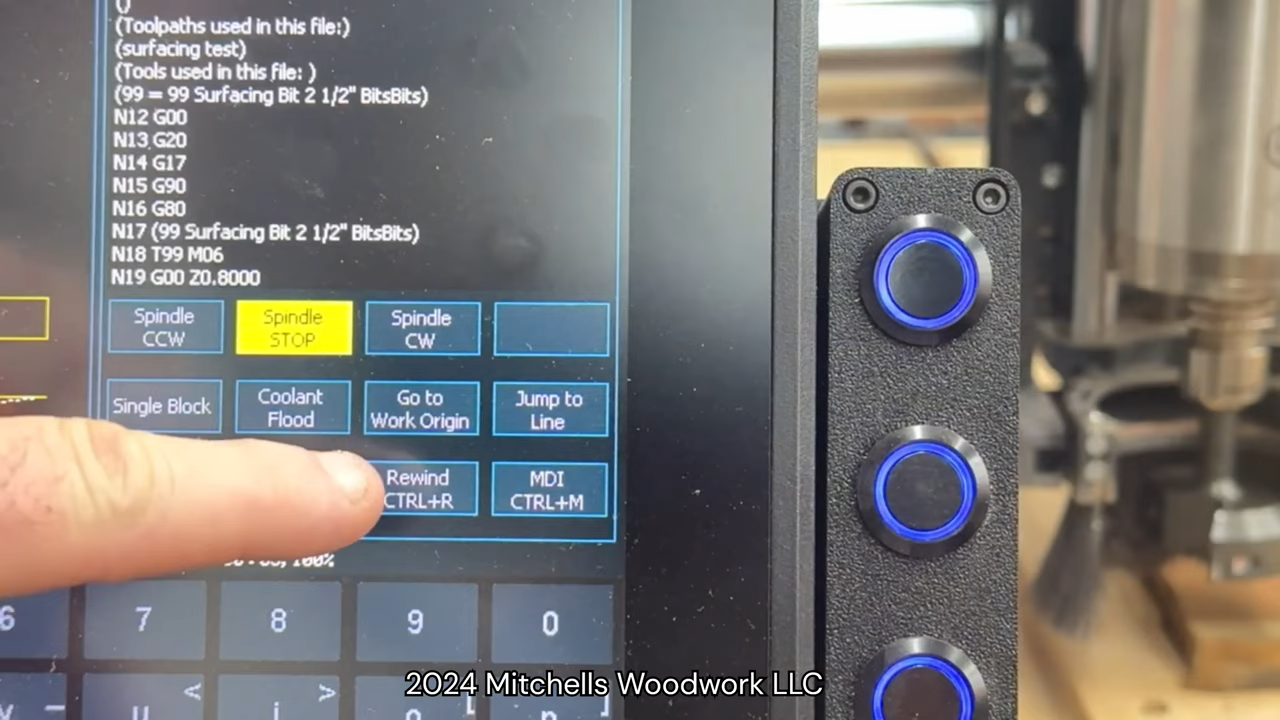 ()
(Toolpaths used in this file:)
(surfacing test)
(Tools used in this file: )
(99 = 99 Surfacing Bit 2 1/2" BitsBits)
N12 G00
N13 G20
N14 G17
N15 G90
N16 G80
N17 (99 Surfacing Bit 2 1/2" BitsBits)
N18 T99 M06
N19 G00 Z0.8000
Spindle CCW
Spindle STOP
Spindle CW
Single Block
Coolant Flood
Go to Work Origin
Jump to Line
Rewind CTRL+R
MDI CTRL+M
100%
6 7 8 9 0
< > [ ]
2024 Mitchells Woodwork LLC